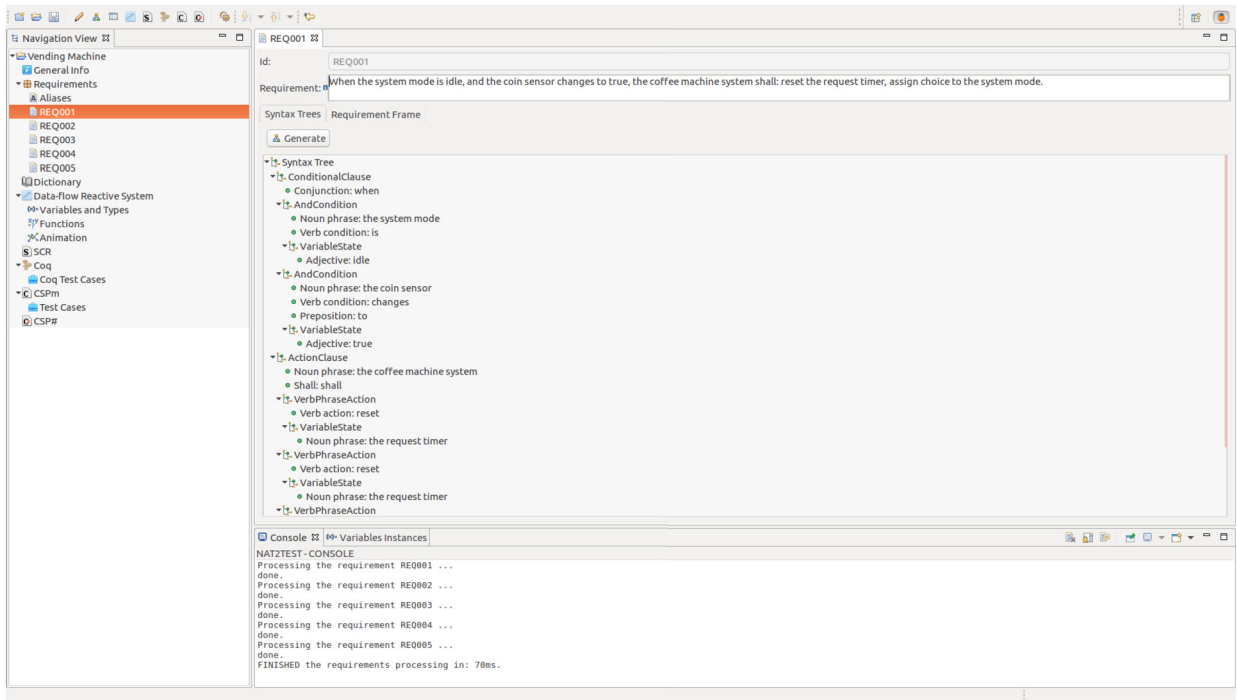 Navigation View
Vending Machine
General Info
Requirements
Aliases
REQ001
REQ002
REQ003
REQ004
REQ005
Dictionary
Data-flow Reactive System
Variables and Types
Functions
Animation
SCR
Coq
Coq Test Cases
CSPm
Test Cases
CSP#
REQ001
Id: REQ001
Requirement: When the system mode is idle, and the coin sensor changes to true, the coffee machine system shall: reset the request timer, assign choice to the system mode.
Syntax Trees Requirement Frame
Generate
Syntax Tree
ConditionalClause
Conjunction: when
AndCondition
Noun phrase: the system mode
Verb condition: is
VariableState
Adjective: idle
AndCondition
Noun phrase: the coin sensor
Verb condition: changes
Preposition: to
VariableState
Adjective: true
ActionClause
Noun phrase: the coffee machine system
Shall: shall
VerbPhraseAction
Verb action: reset
VariableState
Noun phrase: the request timer
VerbPhraseAction
Verb action: reset
VariableState
Noun phrase: the request timer
VerbPhraseAction
Console Variables Instances
NAT2TEST - CONSOLE
Processing the requirement REQ001 ...
done.
Processing the requirement REQ002 ...
done.
Processing the requirement REQ003 ...
done.
Processing the requirement REQ004 ...
done.
Processing the requirement REQ005 ...
done.
FINISHED the requirements processing in: 70ms.